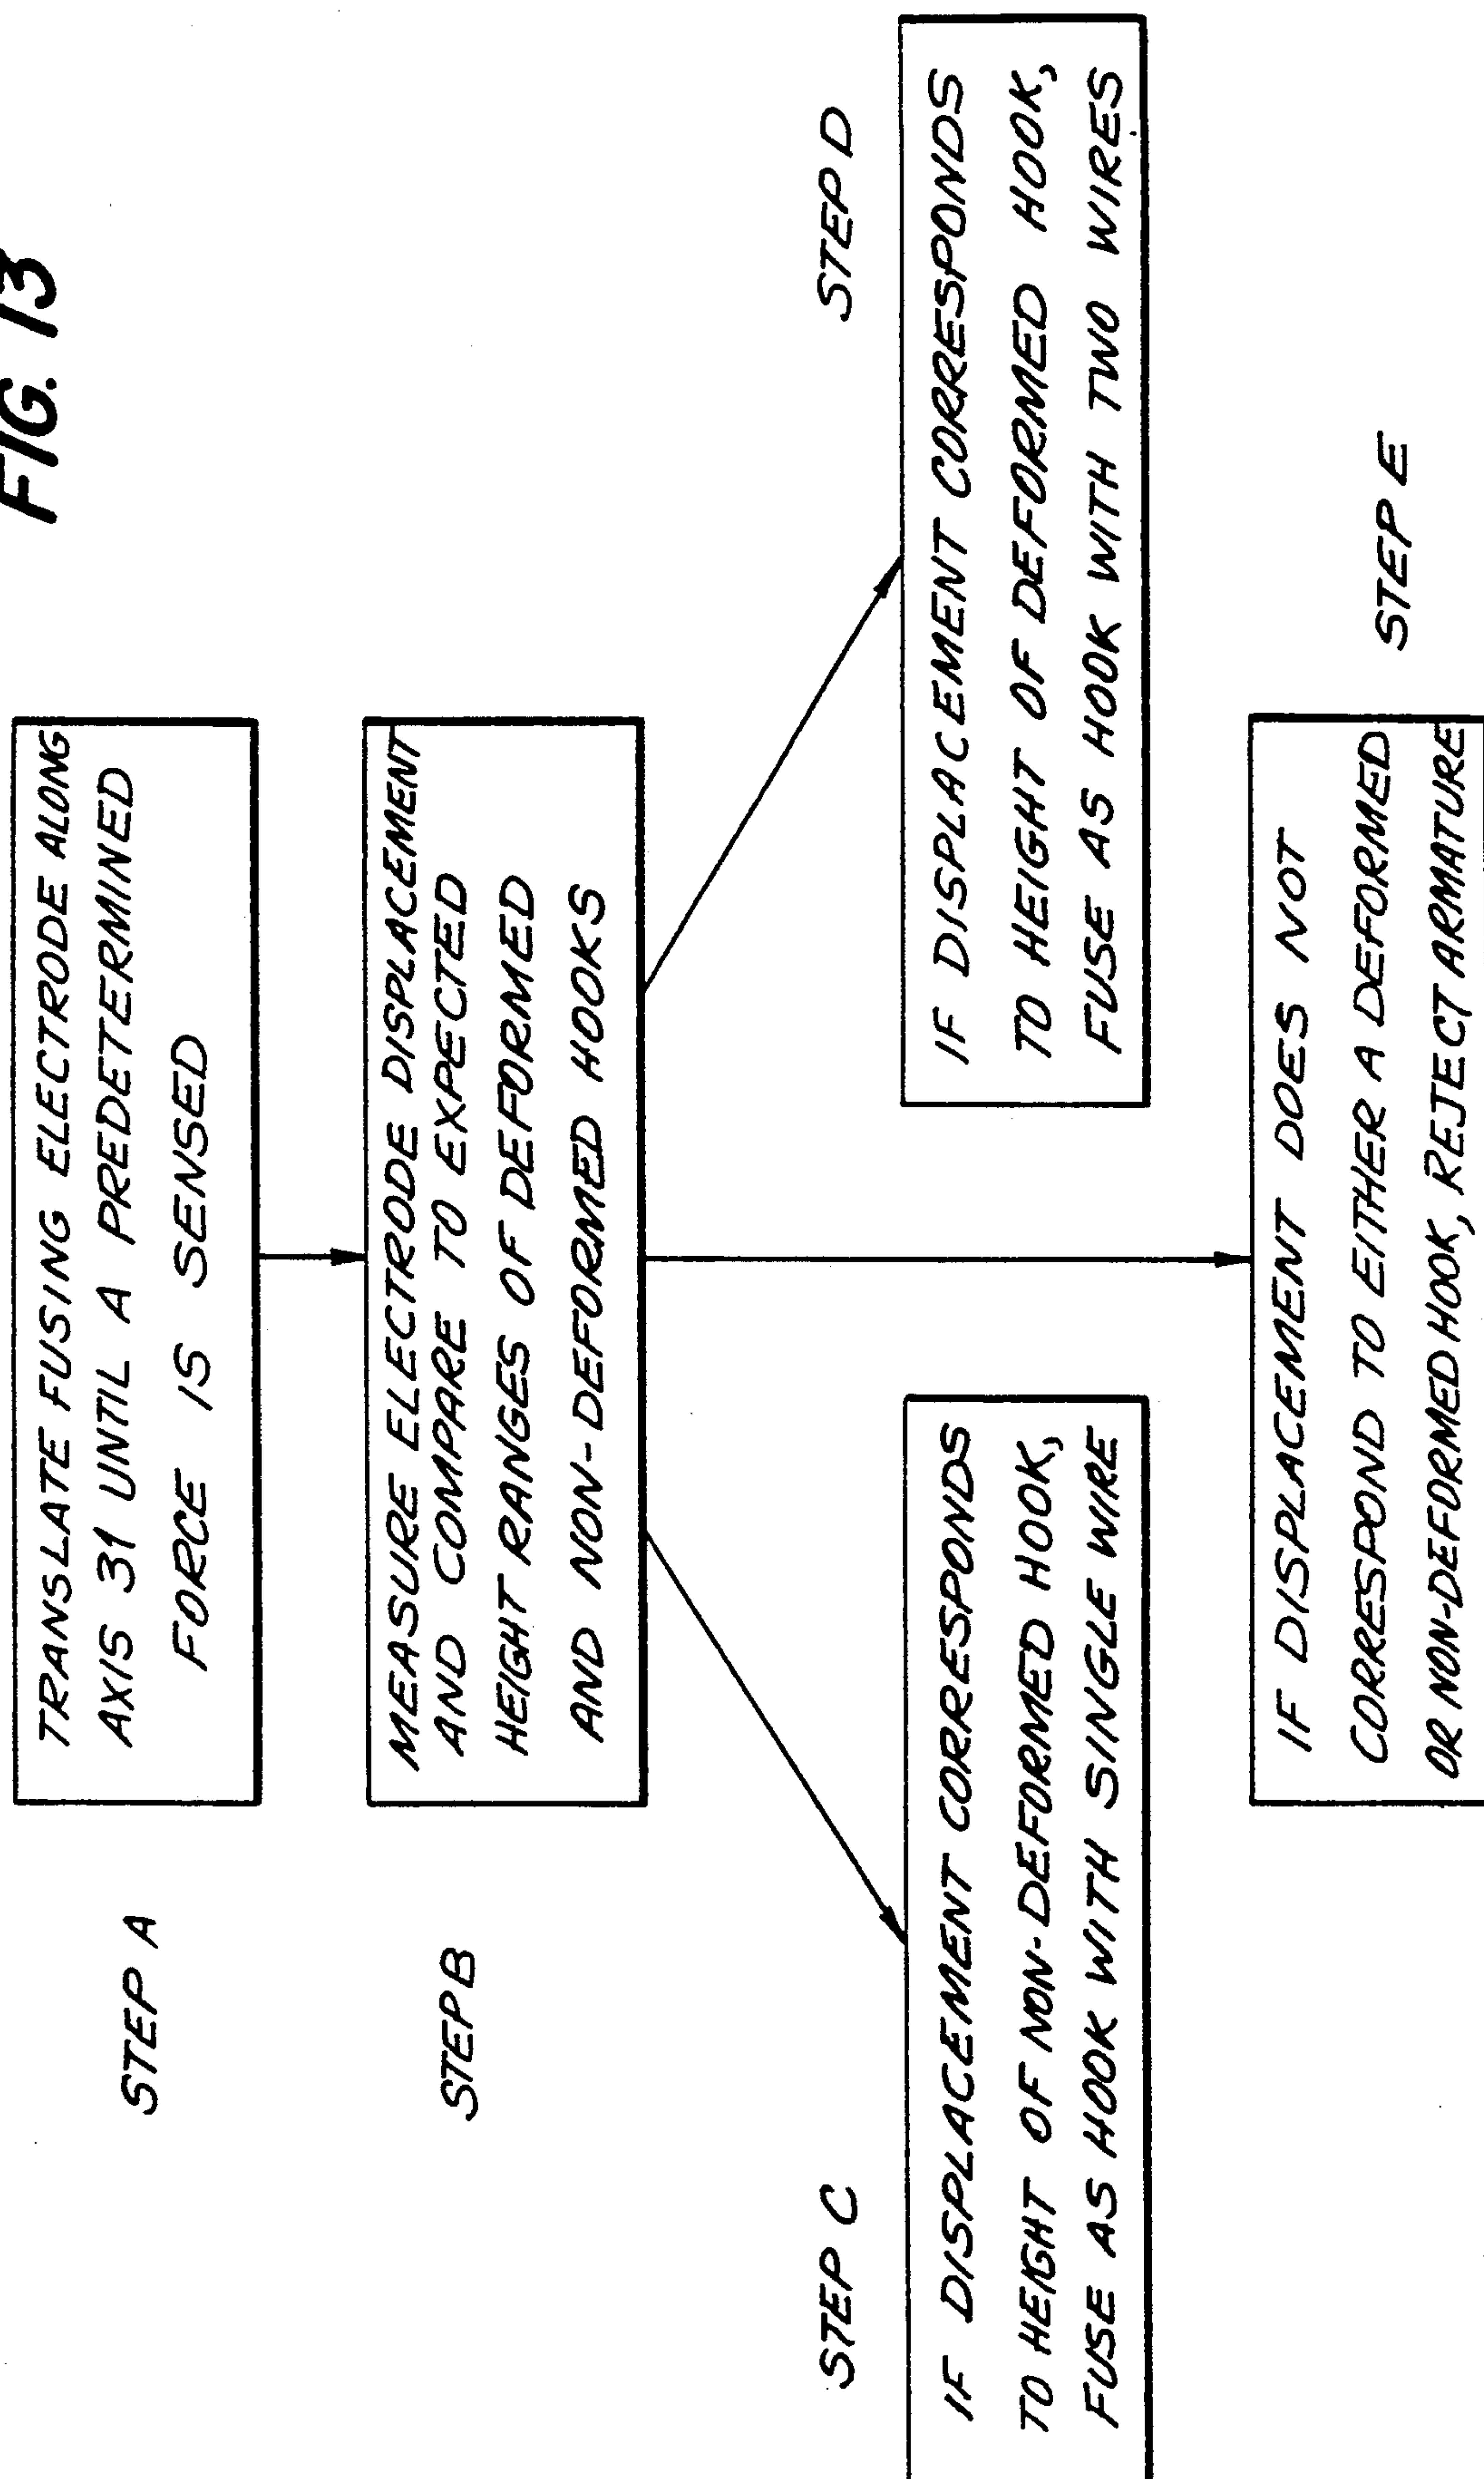 FIG. 13
STEP A
TRANSLATE FUSING ELECTRODE ALONG
AXIS 31 UNTIL A PREDETERMINED
FORCE IS SENSED
STEP B
MEASURE ELECTRODE DISPLACEMENT
AND COMPARE TO EXPECTED
HEIGHT RANGES OF DEFORMED
AND NON-DEFORMED HOOKS
STEP C
IF DISPLACEMENT CORRESPONDS
TO HEIGHT OF NON-DEFORMED HOOK,
FUSE AS HOOK WITH SINGLE WIRE
STEP D
IF DISPLACEMENT CORRESPONDS
TO HEIGHT OF DEFORMED HOOK,
FUSE AS HOOK WITH TWO WIRES
STEP E
IF DISPLACEMENT DOES NOT
CORRESPOND TO EITHER A DEFORMED
OR NON-DEFORMED HOOK, REJECT ARMATURE